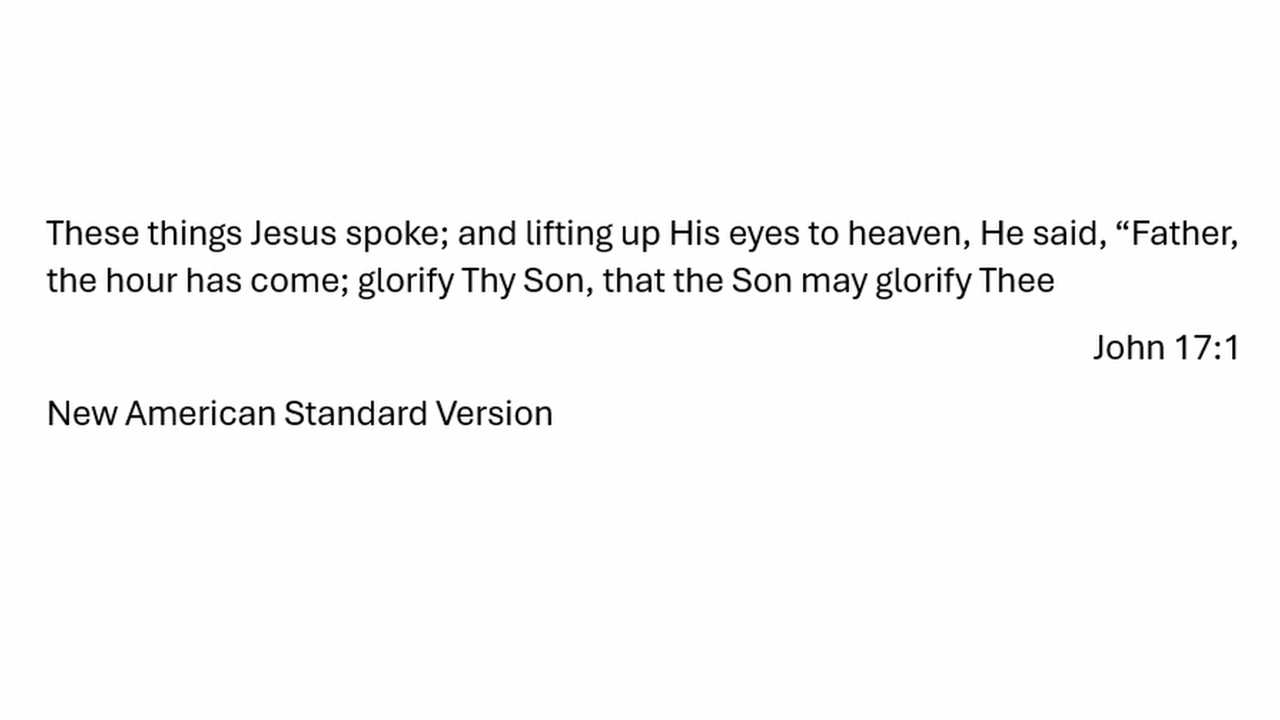 These things Jesus spoke; and lifting up His eyes to heaven, He said, “Father,
the hour has come; glorify Thy Son, that the Son may glorify Thee
John 17:1
New American Standard Version